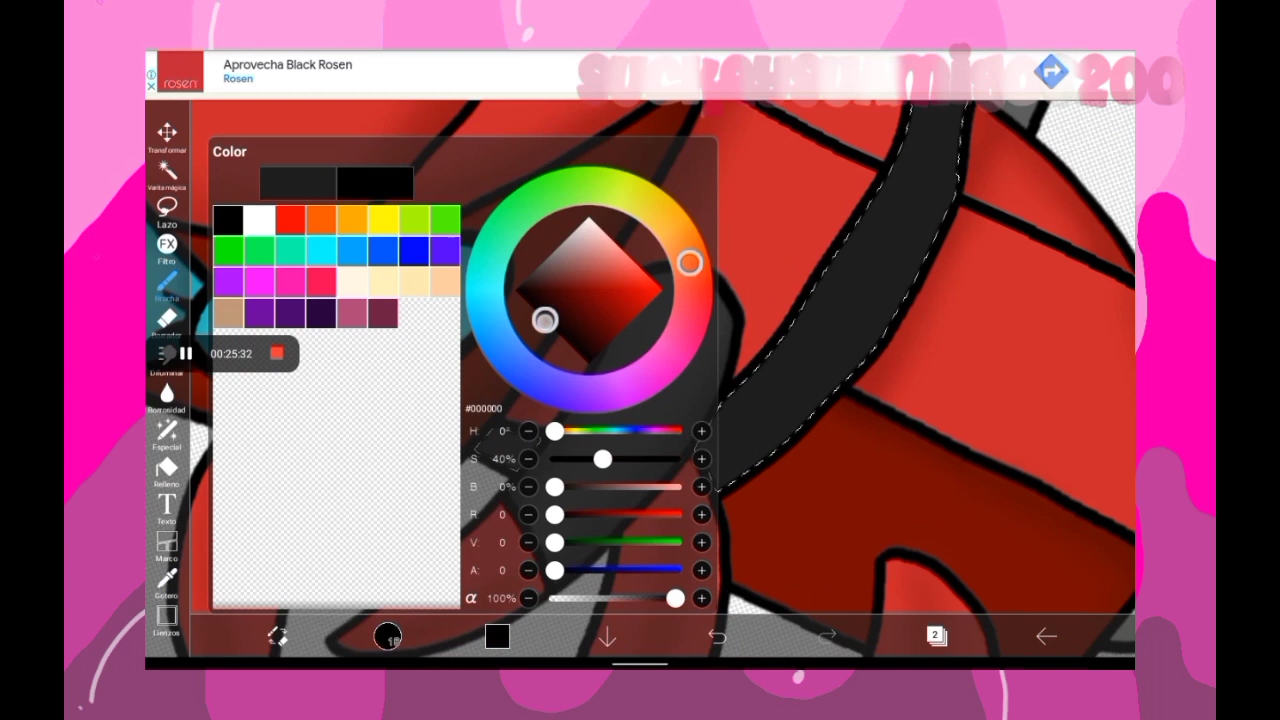 Aprovecha Black Rosen
Rosen
rosen
Color
Transformar
Varita mágica
Lazo
FX
Filtro
Brocha
00:25:32
Borrosidad
Especial
Relleno
T
Texto
Marco
Gotero
Lienzos
#000000
H: 0°
S: 40%
B: 0%
R: 0
V: 0
A: 0
α 100%
16
2